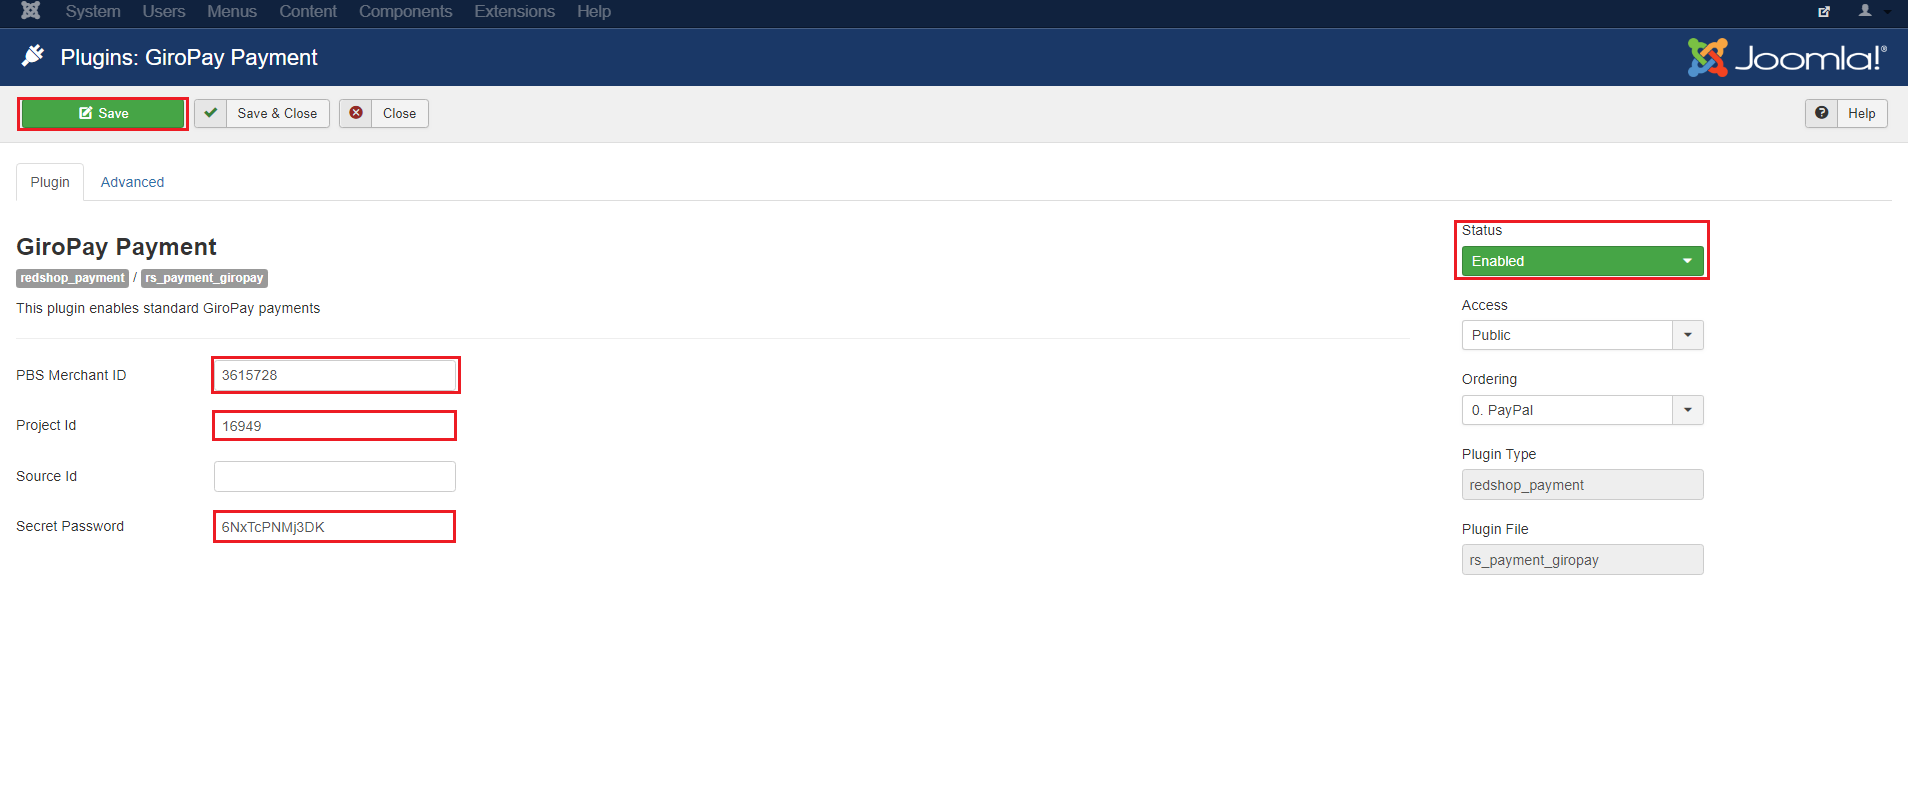 System Users Menus Content Components Extensions Help
Plugins: GiroPay Payment
Joomla!®
Save
Save & Close
Close
Help
Plugin
Advanced
GiroPay Payment
redshop_payment / rs_payment_giropay
This plugin enables standard GiroPay payments
PBS Merchant ID
3615728
Project Id
16949
Source Id
Secret Password
6NxTcPNMj3DK
Status
Enabled
Access
Public
Ordering
0. PayPal
Plugin Type
redshop_payment
Plugin File
rs_payment_giropay